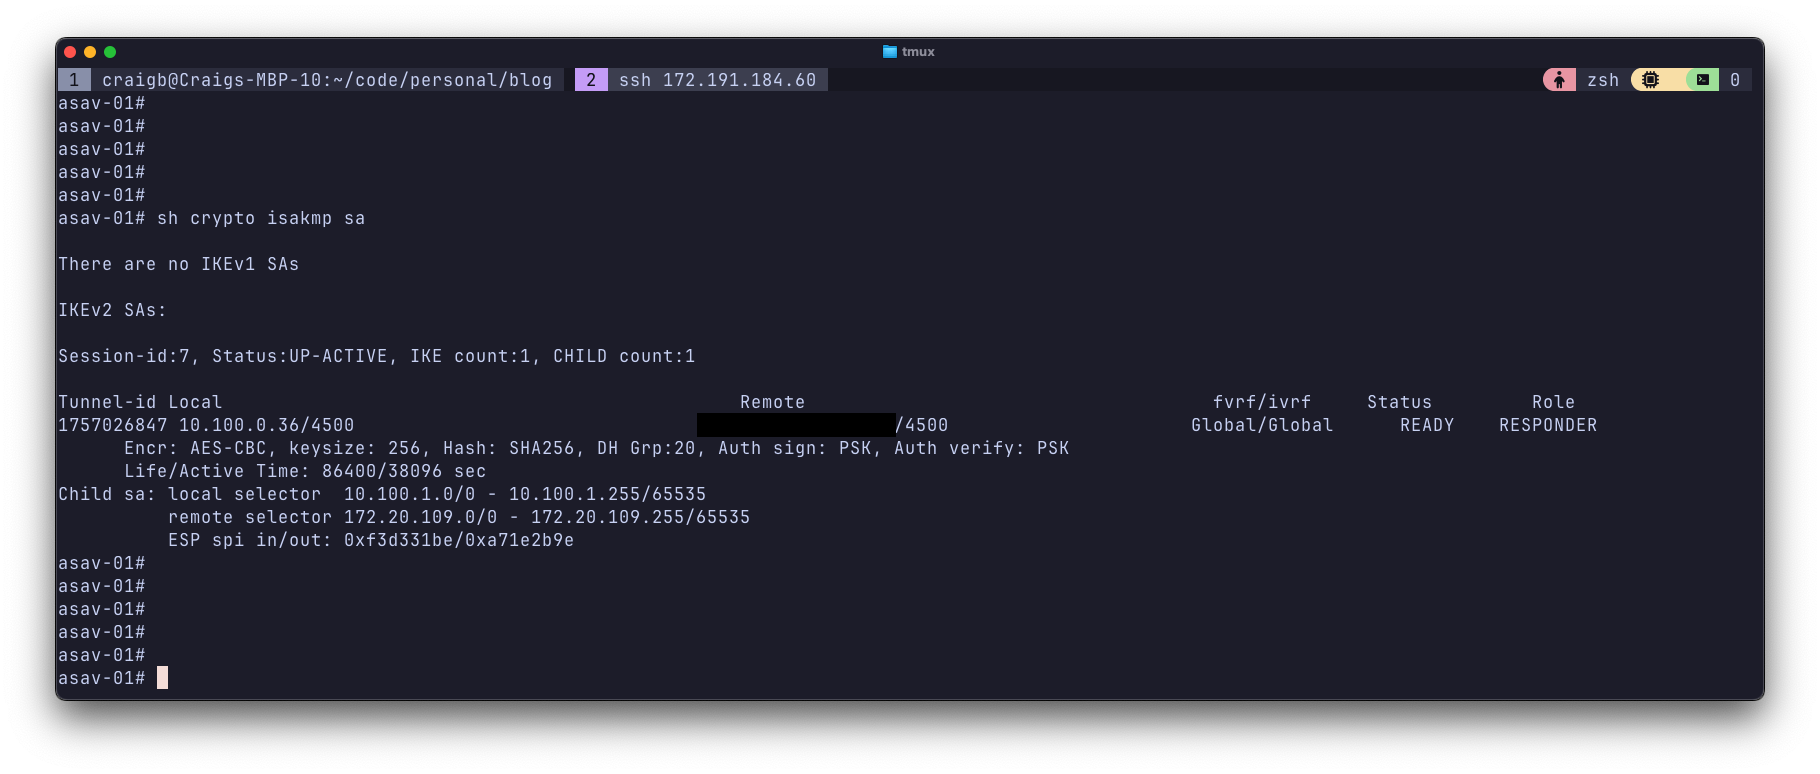 tmux
1 craigb@Craigs-MBP-10:~/code/personal/blog 2 ssh 172.191.184.60 zsh 0
asav-01#
asav-01#
asav-01#
asav-01#
asav-01#
asav-01# sh crypto isakmp sa
There are no IKEv1 SAs
IKEv2 SAs:
Session-id:7, Status:UP-ACTIVE, IKE count:1, CHILD count:1
Tunnel-id Local Remote fvrf/ivrf Status Role
1757026847 10.100.0.36/4500 /4500 Global/Global READY RESPONDER
Encr: AES-CBC, keysize: 256, Hash: SHA256, DH Grp:20, Auth sign: PSK, Auth verify: PSK
Life/Active Time: 86400/38096 sec
Child sa: local selector 10.100.1.0/0 - 10.100.1.255/65535
remote selector 172.20.109.0/0 - 172.20.109.255/65535
ESP spi in/out: 0xf3d331be/0xa71e2b9e
asav-01#
asav-01#
asav-01#
asav-01#
asav-01#
asav-01#